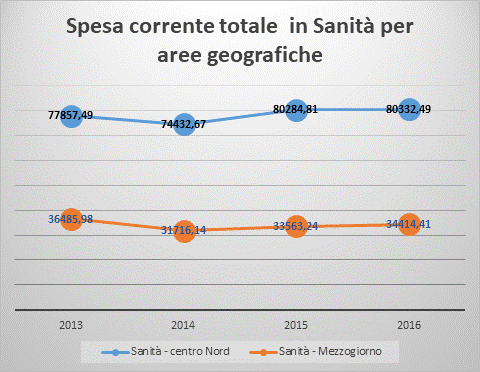 Spesa corrente totale in Sanità per
aree geografiche
77857,49
74432,67
80284,81
80332,49
36485,98
31716,14
33563,24
34414,41
2013 2014 2015 2016
Sanità - centro Nord Sanità - Mezzogiorno